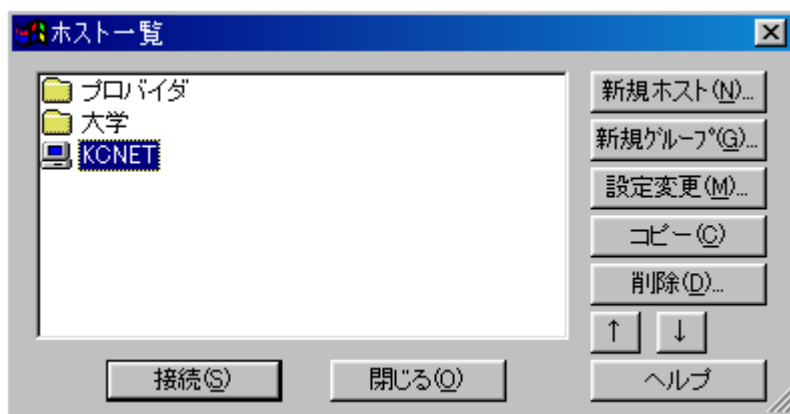 ホスト一覧
プロバイダ
大学
KCNET
新規ホスト(N)...
新規ｸﾞﾙｰﾌﾟ(G)...
設定変更(M)...
コピー(C)
削除(D)...
↑ ↓
接続(S) 閉じる(O) ヘルプ